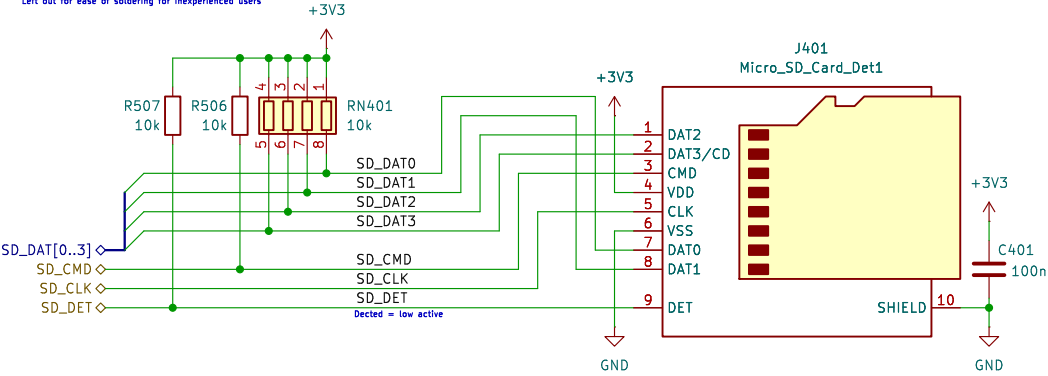 Left out for ease of soldering for inexperienced users
+3V3
J401
Micro_SD_Card_Det1
+3V3
4 3 2 1
R507
10k
R506
10k
RN401
10k
5 6 7 8
1 DAT2
2 DAT3/CD
3 CMD
4 VDD
5 CLK
6 VSS
7 DAT0
8 DAT1
9 DET
SHIELD 10
SD_DAT0
SD_DAT1
SD_DAT2
SD_DAT3
SD_DAT[0..3]
SD_CMD
SD_CLK
SD_DET
SD_CMD
SD_CLK
SD_DET
Dected = low active
+3V3
C401
100n
GND
GND